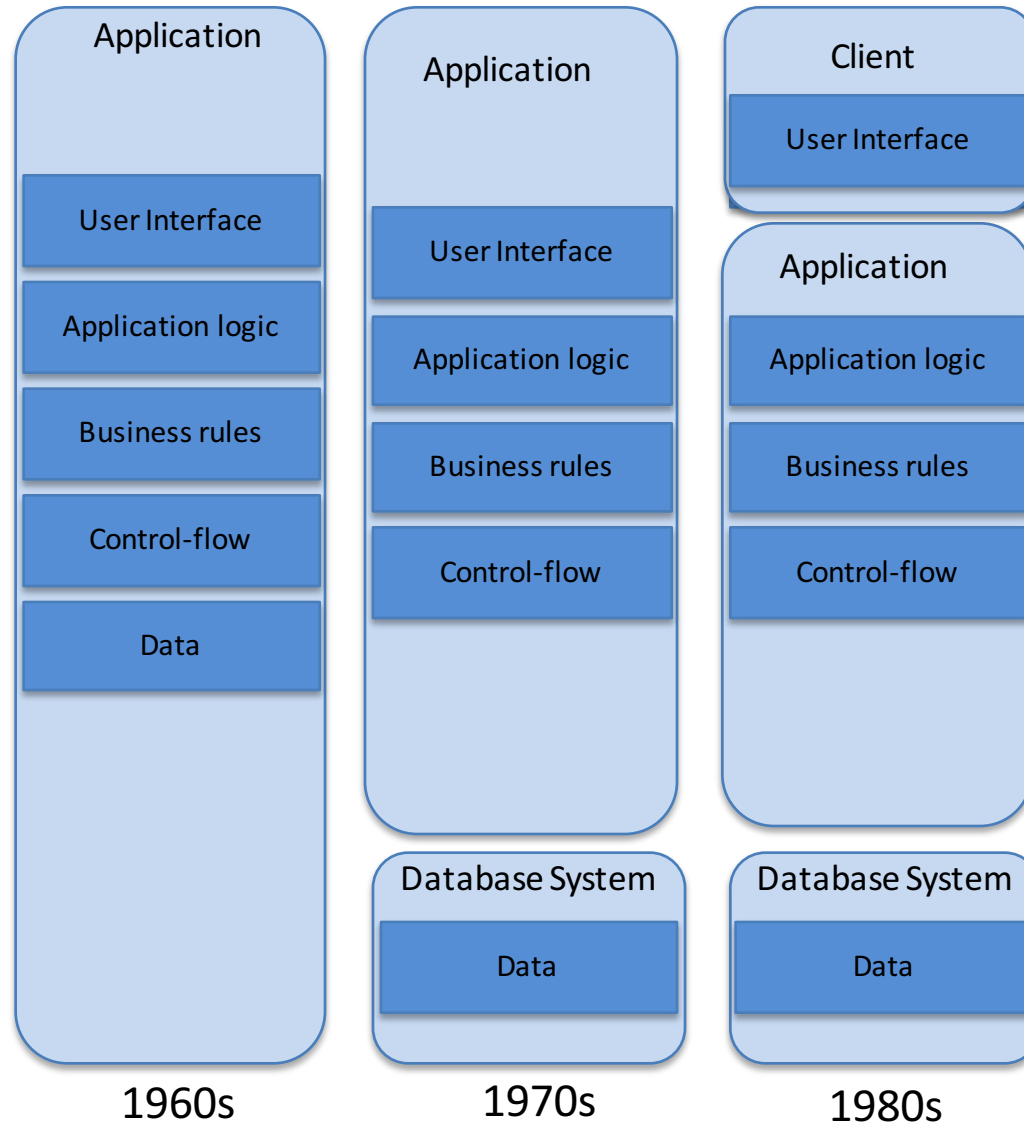 Application
User Interface
Application logic
Business rules
Control-flow
Data
1960s
Application
User Interface
Application logic
Business rules
Control-flow
Database System
Data
1970s
Client
User Interface
Application
Application logic
Business rules
Control-flow
Database System
Data
1980s